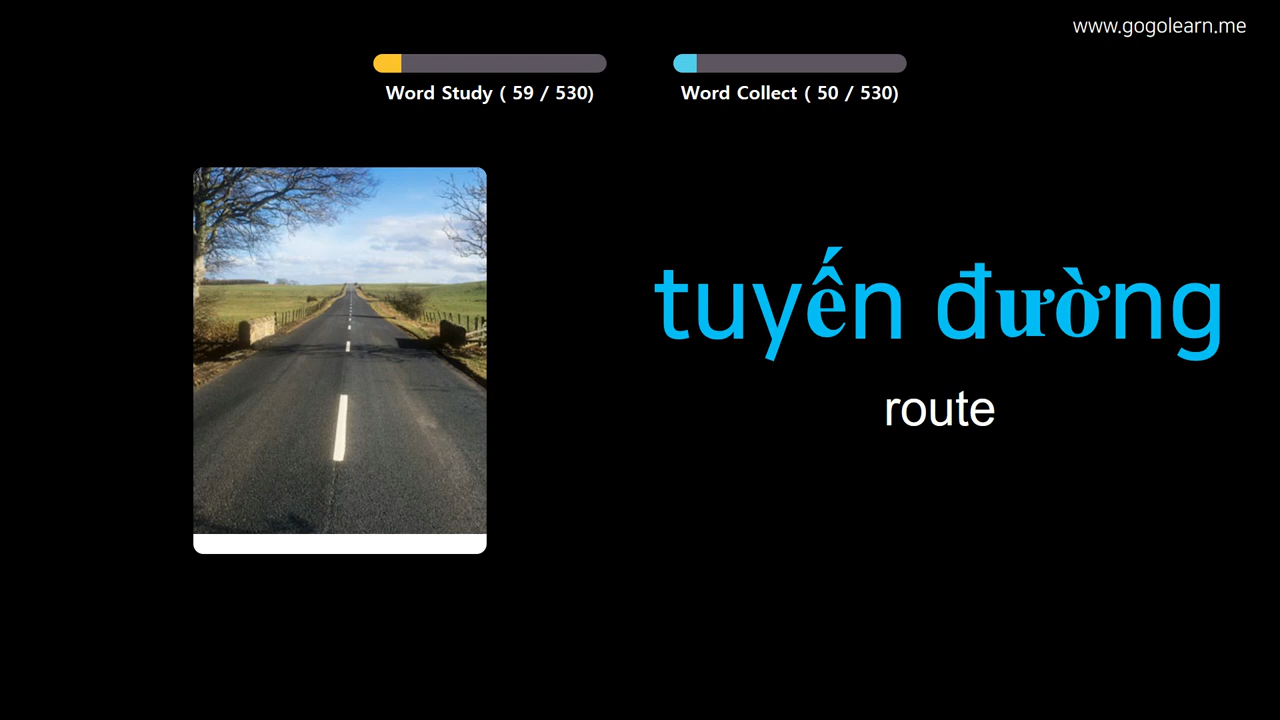 www.gogolearn.me
Word Study ( 59 / 530)
Word Collect ( 50 / 530)
tuyến đường
route